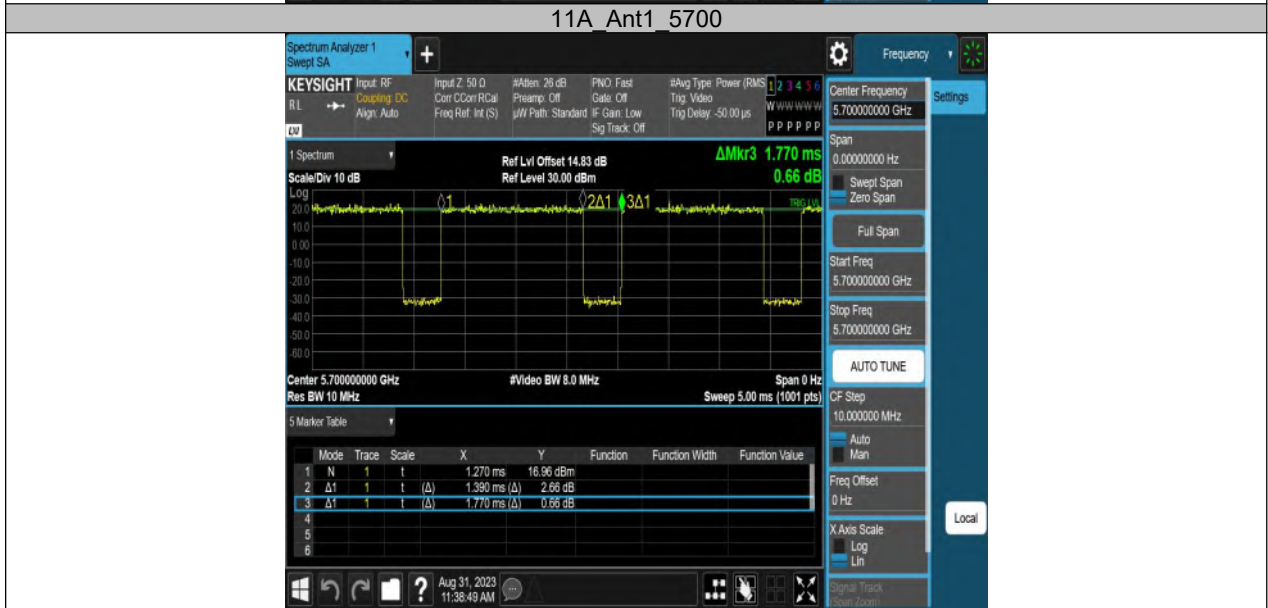 11A_Ant1_5700
Spectrum Analyzer 1
Swept SA
+
Frequency
KEYSIGHT Input: RF Input Z: 50 Ω #Atten: 26 dB PNO: Fast #Avg Type: Power (RMS 1 2 3 4 5 6
RL Coupling: DC Corr CCorr RCal Preamp: Off Gate: Off Trig: Video W W W W W W
Align: Auto Freq Ref: Int (S) µW Path: Standard IF Gain: Low Trig Delay: -50.00 µs
LXI Sig Track: Off P P P P P P
Center Frequency
5.700000000 GHz
Settings
Span
0.00000000 Hz
Swept Span
Zero Span
Full Span
Start Freq
5.700000000 GHz
Stop Freq
5.700000000 GHz
AUTO TUNE
CF Step
10.000000 MHz
Auto
Man
Freq Offset
0 Hz
X Axis Scale
Log
Lin
Signal Track
(Span Zoom)
Local
1 Spectrum Ref Lvl Offset 14.83 dB ΔMkr3 1.770 ms
Scale/Div 10 dB Ref Level 30.00 dBm 0.66 dB
Log
1 2Δ1 3Δ1 TRIG LVL
20.0
10.0
0.00
-10.0
-20.0
-30.0
-40.0
-50.0
-60.0
Center 5.700000000 GHz #Video BW 8.0 MHz Span 0 Hz
Res BW 10 MHz Sweep 5.00 ms (1001 pts)
5 Marker Table
Mode Trace Scale X Y Function Function Width Function Value
1 N 1 t 1.270 ms 16.96 dBm
2 Δ1 1 t (Δ) 1.390 ms (Δ) 2.66 dB
3 Δ1 1 t (Δ) 1.770 ms (Δ) 0.66 dB
4
5
6
? Aug 31, 2023
11:38:49 AM